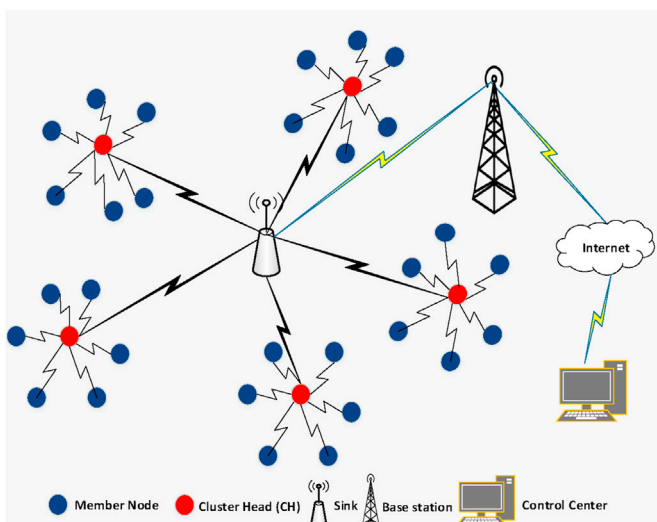 Internet
Member Node Cluster Head (CH) Sink Base station Control Center